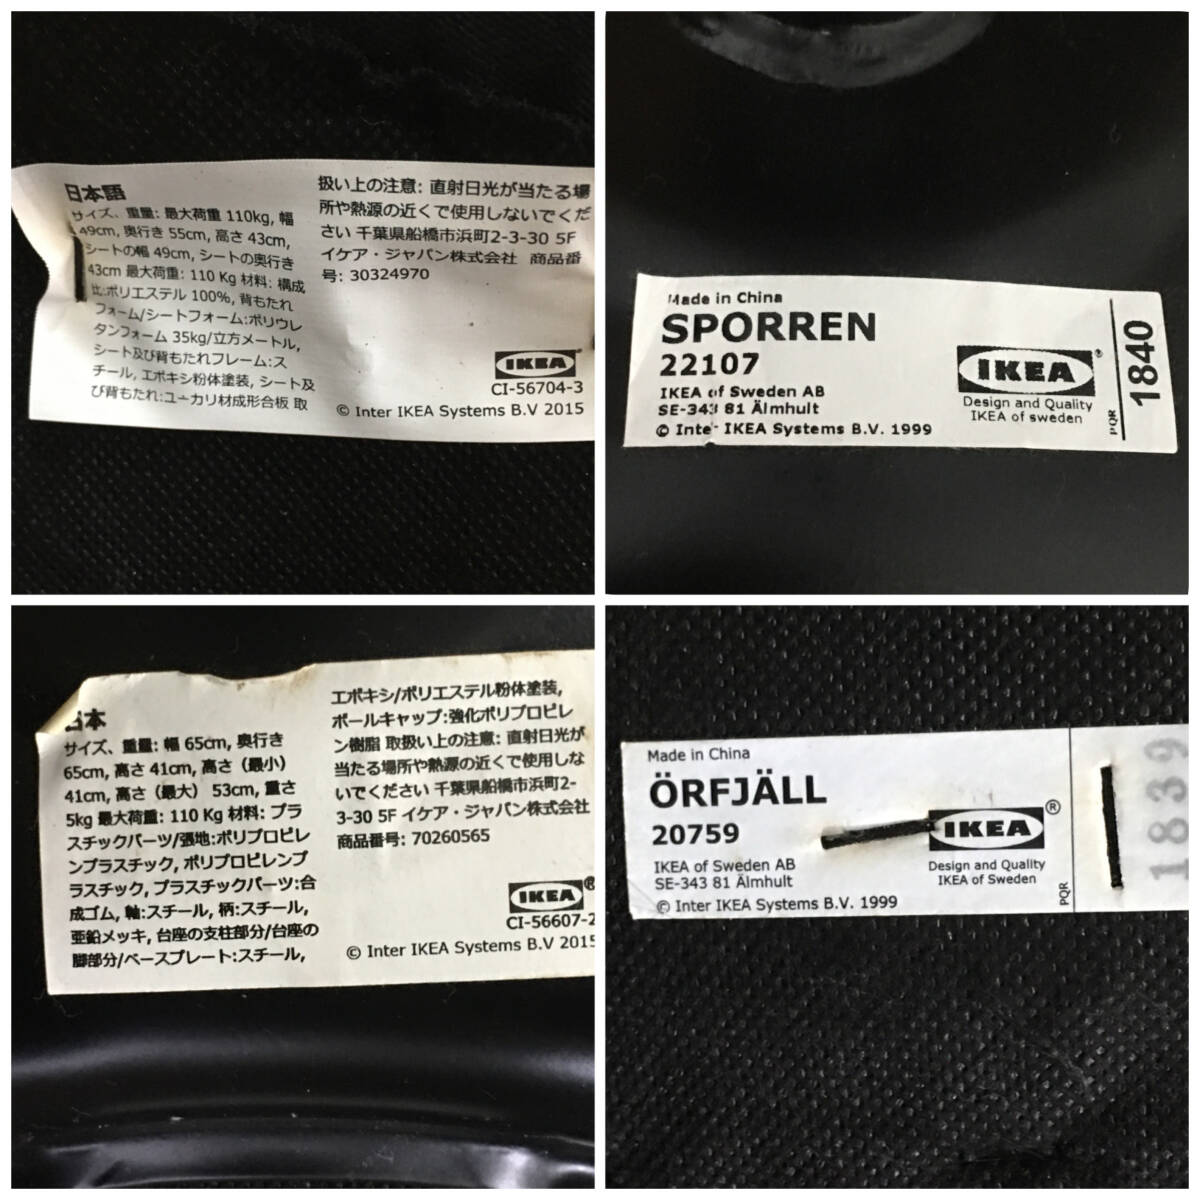 日本語
サイズ、重量: 最大荷重 110kg, 幅
49cm, 奥行き 55cm, 高さ 43cm,
シートの幅 49cm, シートの奥行き
43cm 最大荷重: 110 Kg 材料: 構成
比:ポリエステル 100%, 背もたれ
フォーム/シートフォーム:ポリウレ
タンフォーム 35kg/立方メートル,
シート及び背もたれフレーム:ス
チール, エポキシ粉体塗装, シート及
び背もたれ:ユーカリ材成形合板 取
扱い上の注意: 直射日光が当たる場
所や熱源の近くで使用しないでくだ
さい 千葉県船橋市浜町2-3-30 5F
イケア・ジャパン株式会社 商品番
号: 30324970
IKEA
CI-56704-3
© Inter IKEA Systems B.V 2015
Made in China
SPORREN
22107
IKEA of Sweden AB
SE-343 81 Älmhult
© Inter IKEA Systems B.V. 1999
IKEA®
Design and Quality
IKEA of sweden
PQR
1840
日本
サイズ、重量: 幅 65cm, 奥行き
65cm, 高さ 41cm, 高さ（最小）
41cm, 高さ（最大） 53cm, 重さ
5kg 最大荷重: 110 Kg 材料: プラ
スチックパーツ/張地:ポリプロピレ
ンプラスチック, ポリプロピレンプ
ラスチック, プラスチックパーツ:合
成ゴム, 軸:スチール, 柄:スチール,
亜鉛メッキ, 台座の支柱部分/台座の
脚部分/ベースプレート:スチール,
エポキシ/ポリエステル粉体塗装,
ボールキャップ:強化ポリプロピレ
ン樹脂 取扱い上の注意: 直射日光が
当たる場所や熱源の近くで使用しな
いでください 千葉県船橋市浜町2-
3-30 5F イケア・ジャパン株式会社
商品番号: 70260565
IKEA®
CI-56607-2
© Inter IKEA Systems B.V 2015
Made in China
ÖRFJÄLL
20759
IKEA of Sweden AB
SE-343 81 Älmhult
© Inter IKEA Systems B.V. 1999
IKEA®
Design and Quality
IKEA of Sweden
PQR
1839